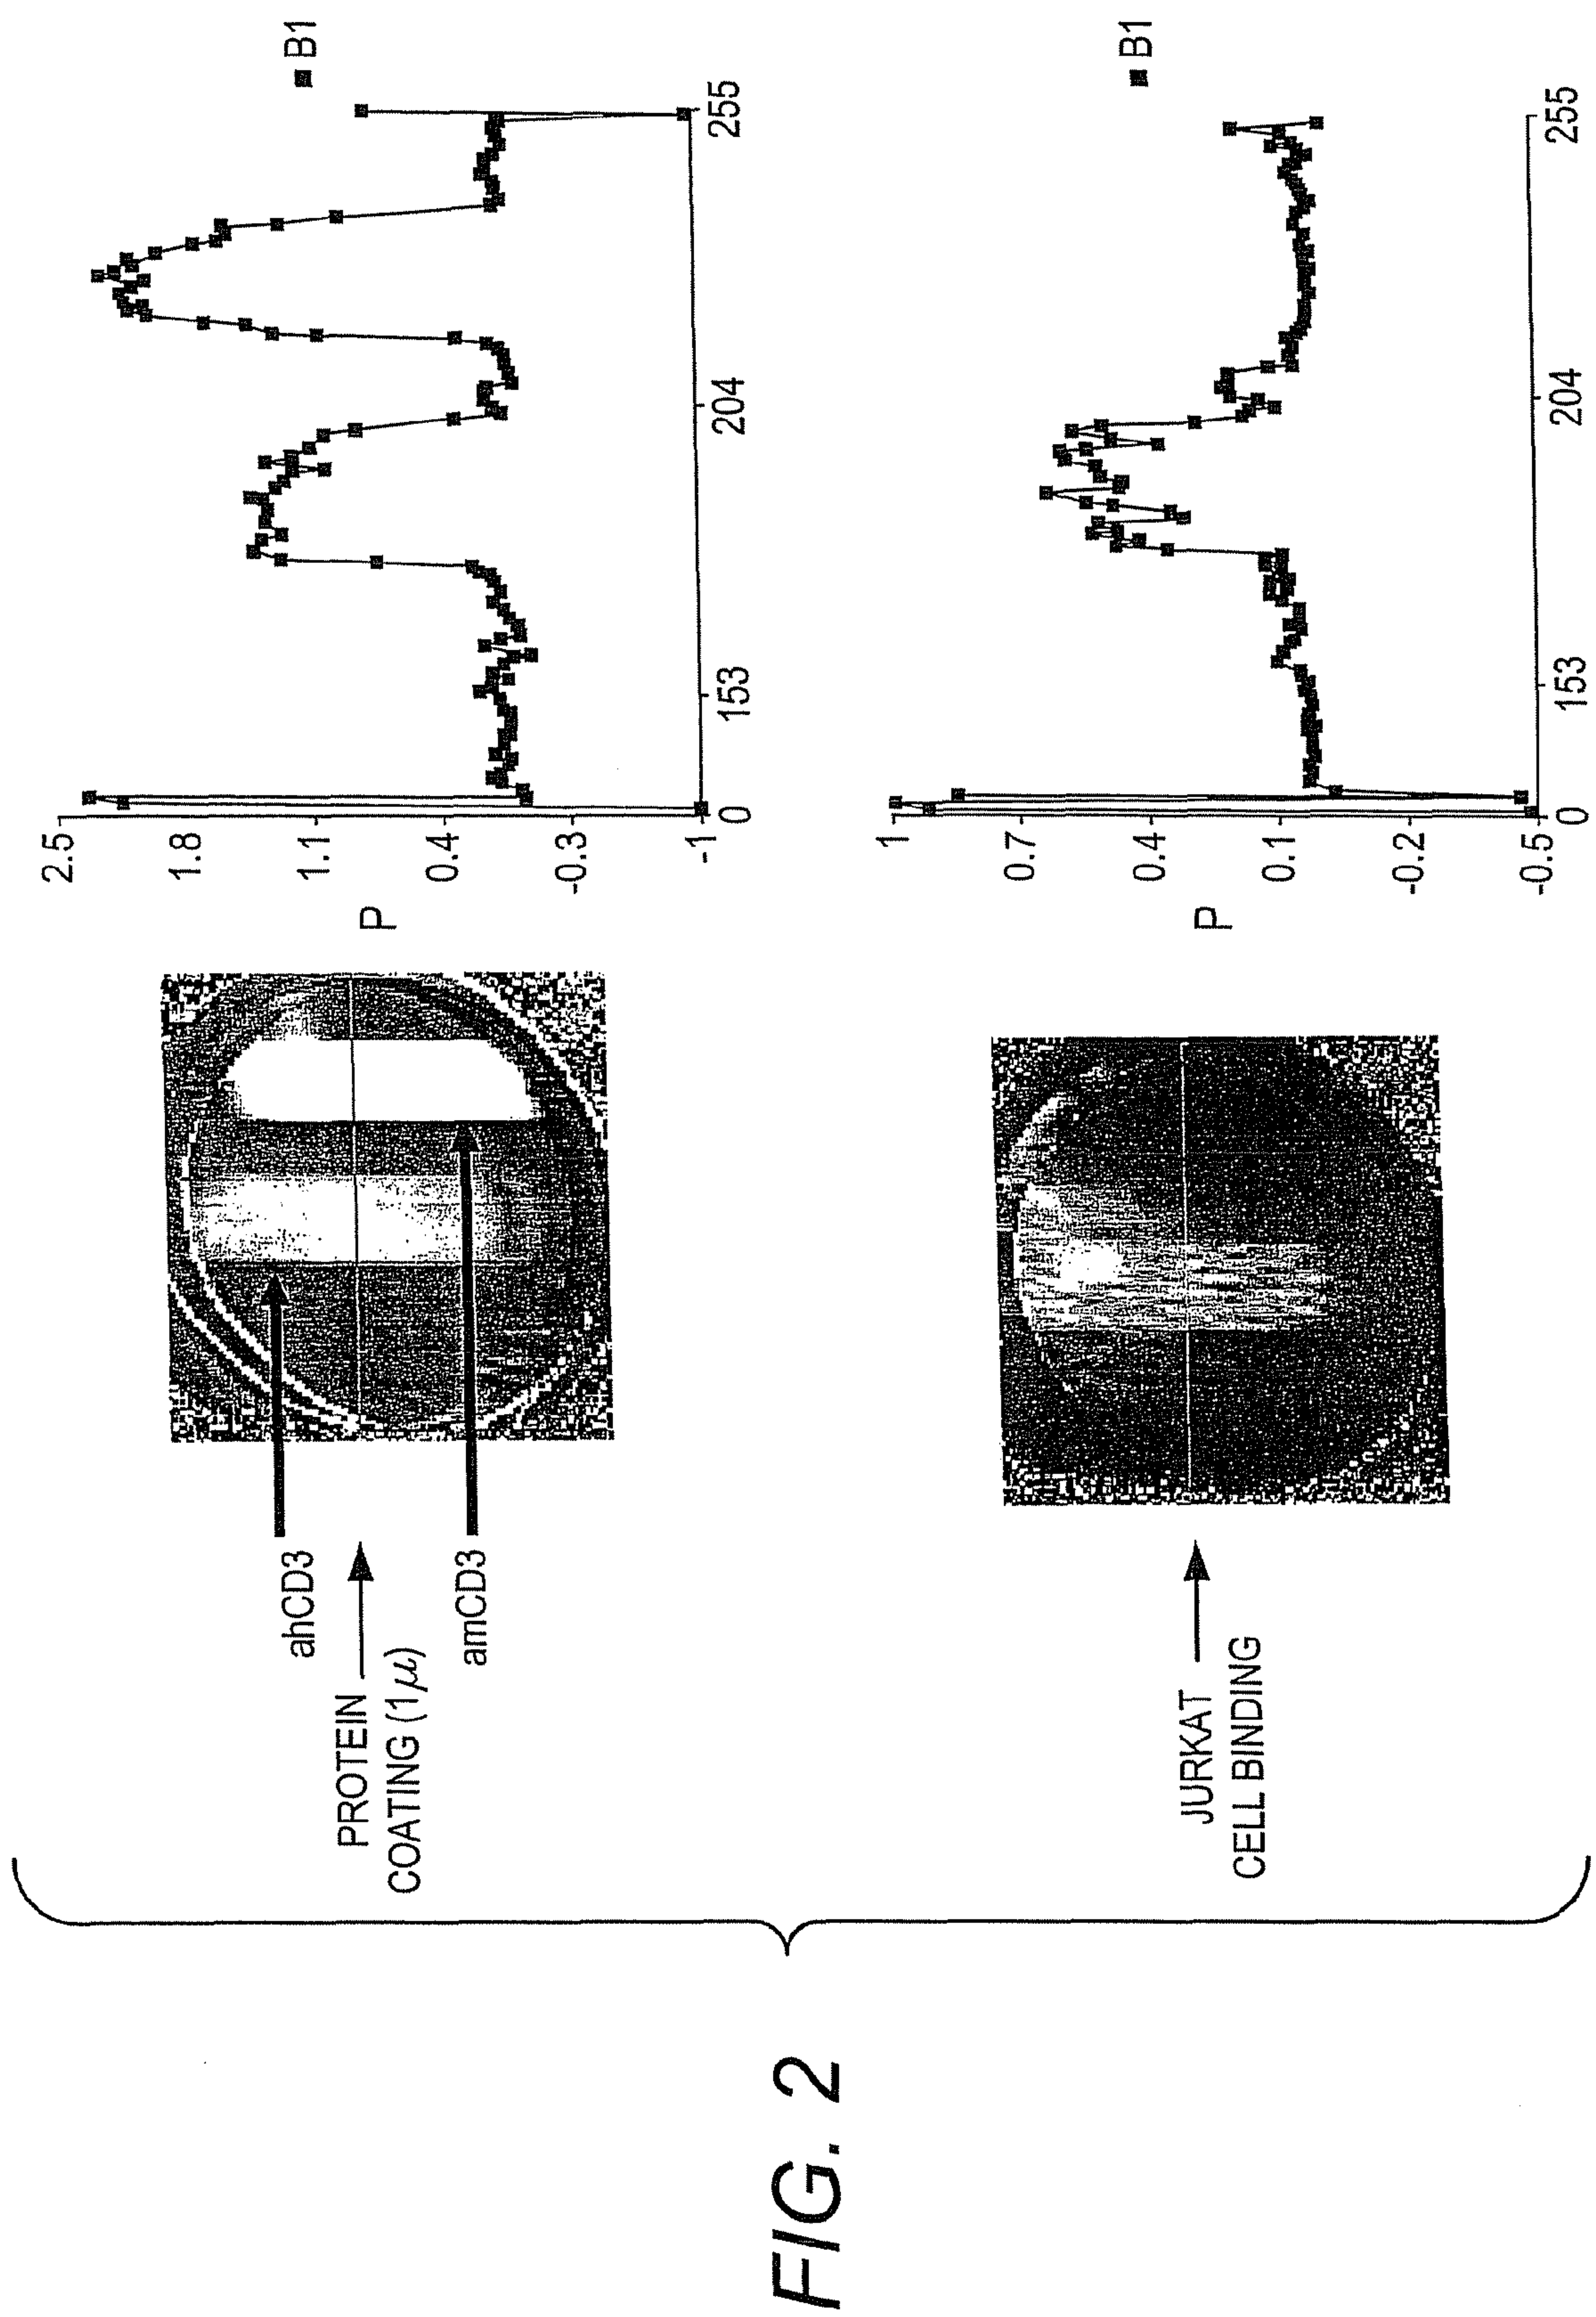 FIG. 2
PROTEIN
COATING (1μ)
ahCD3
amCD3
P
2.5
1.8
1.1
0.4
-0.3
-1
0
153
204
255
B1
JURKAT
CELL BINDING
P
1
0.7
0.4
0.1
-0.2
-0.5
0
153
204
255
B1